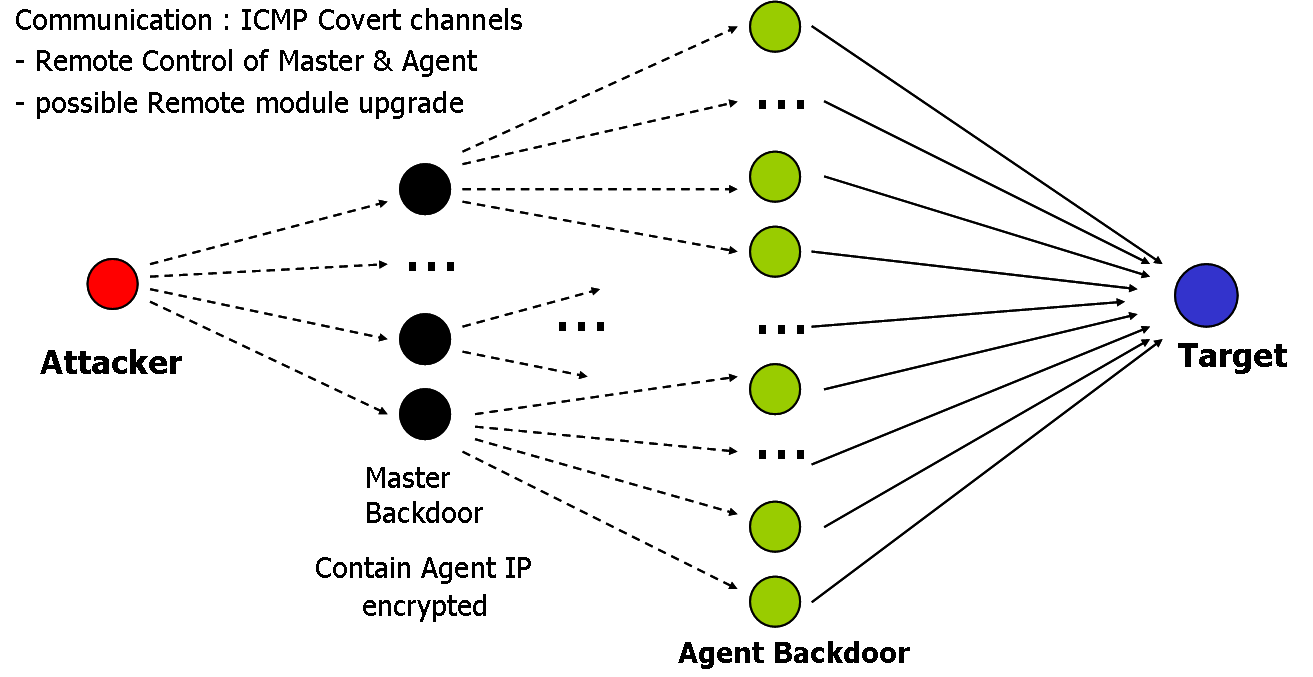 Communication : ICMP Covert channels
- Remote Control of Master & Agent
- possible Remote module upgrade
Attacker
Target
Master
Backdoor
Contain Agent IP
encrypted
Agent Backdoor